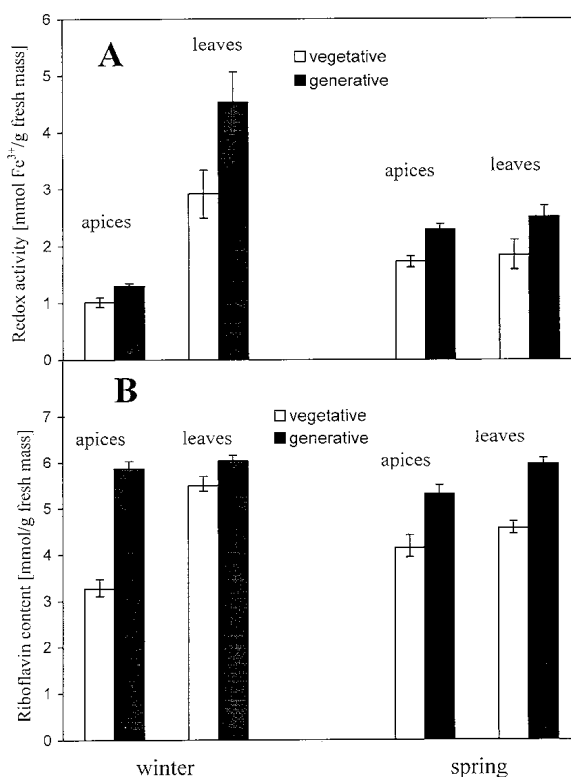 A
Redox activity [mmol Fe³⁺/g fresh mass]
6
5
4
3
2
1
0
leaves
vegetative
generative
apices
apices
leaves
B
Riboflavin content [mmol/g fresh mass]
7
6
5
4
3
2
1
0
vegetative
generative
apices
leaves
apices
leaves
winter
spring